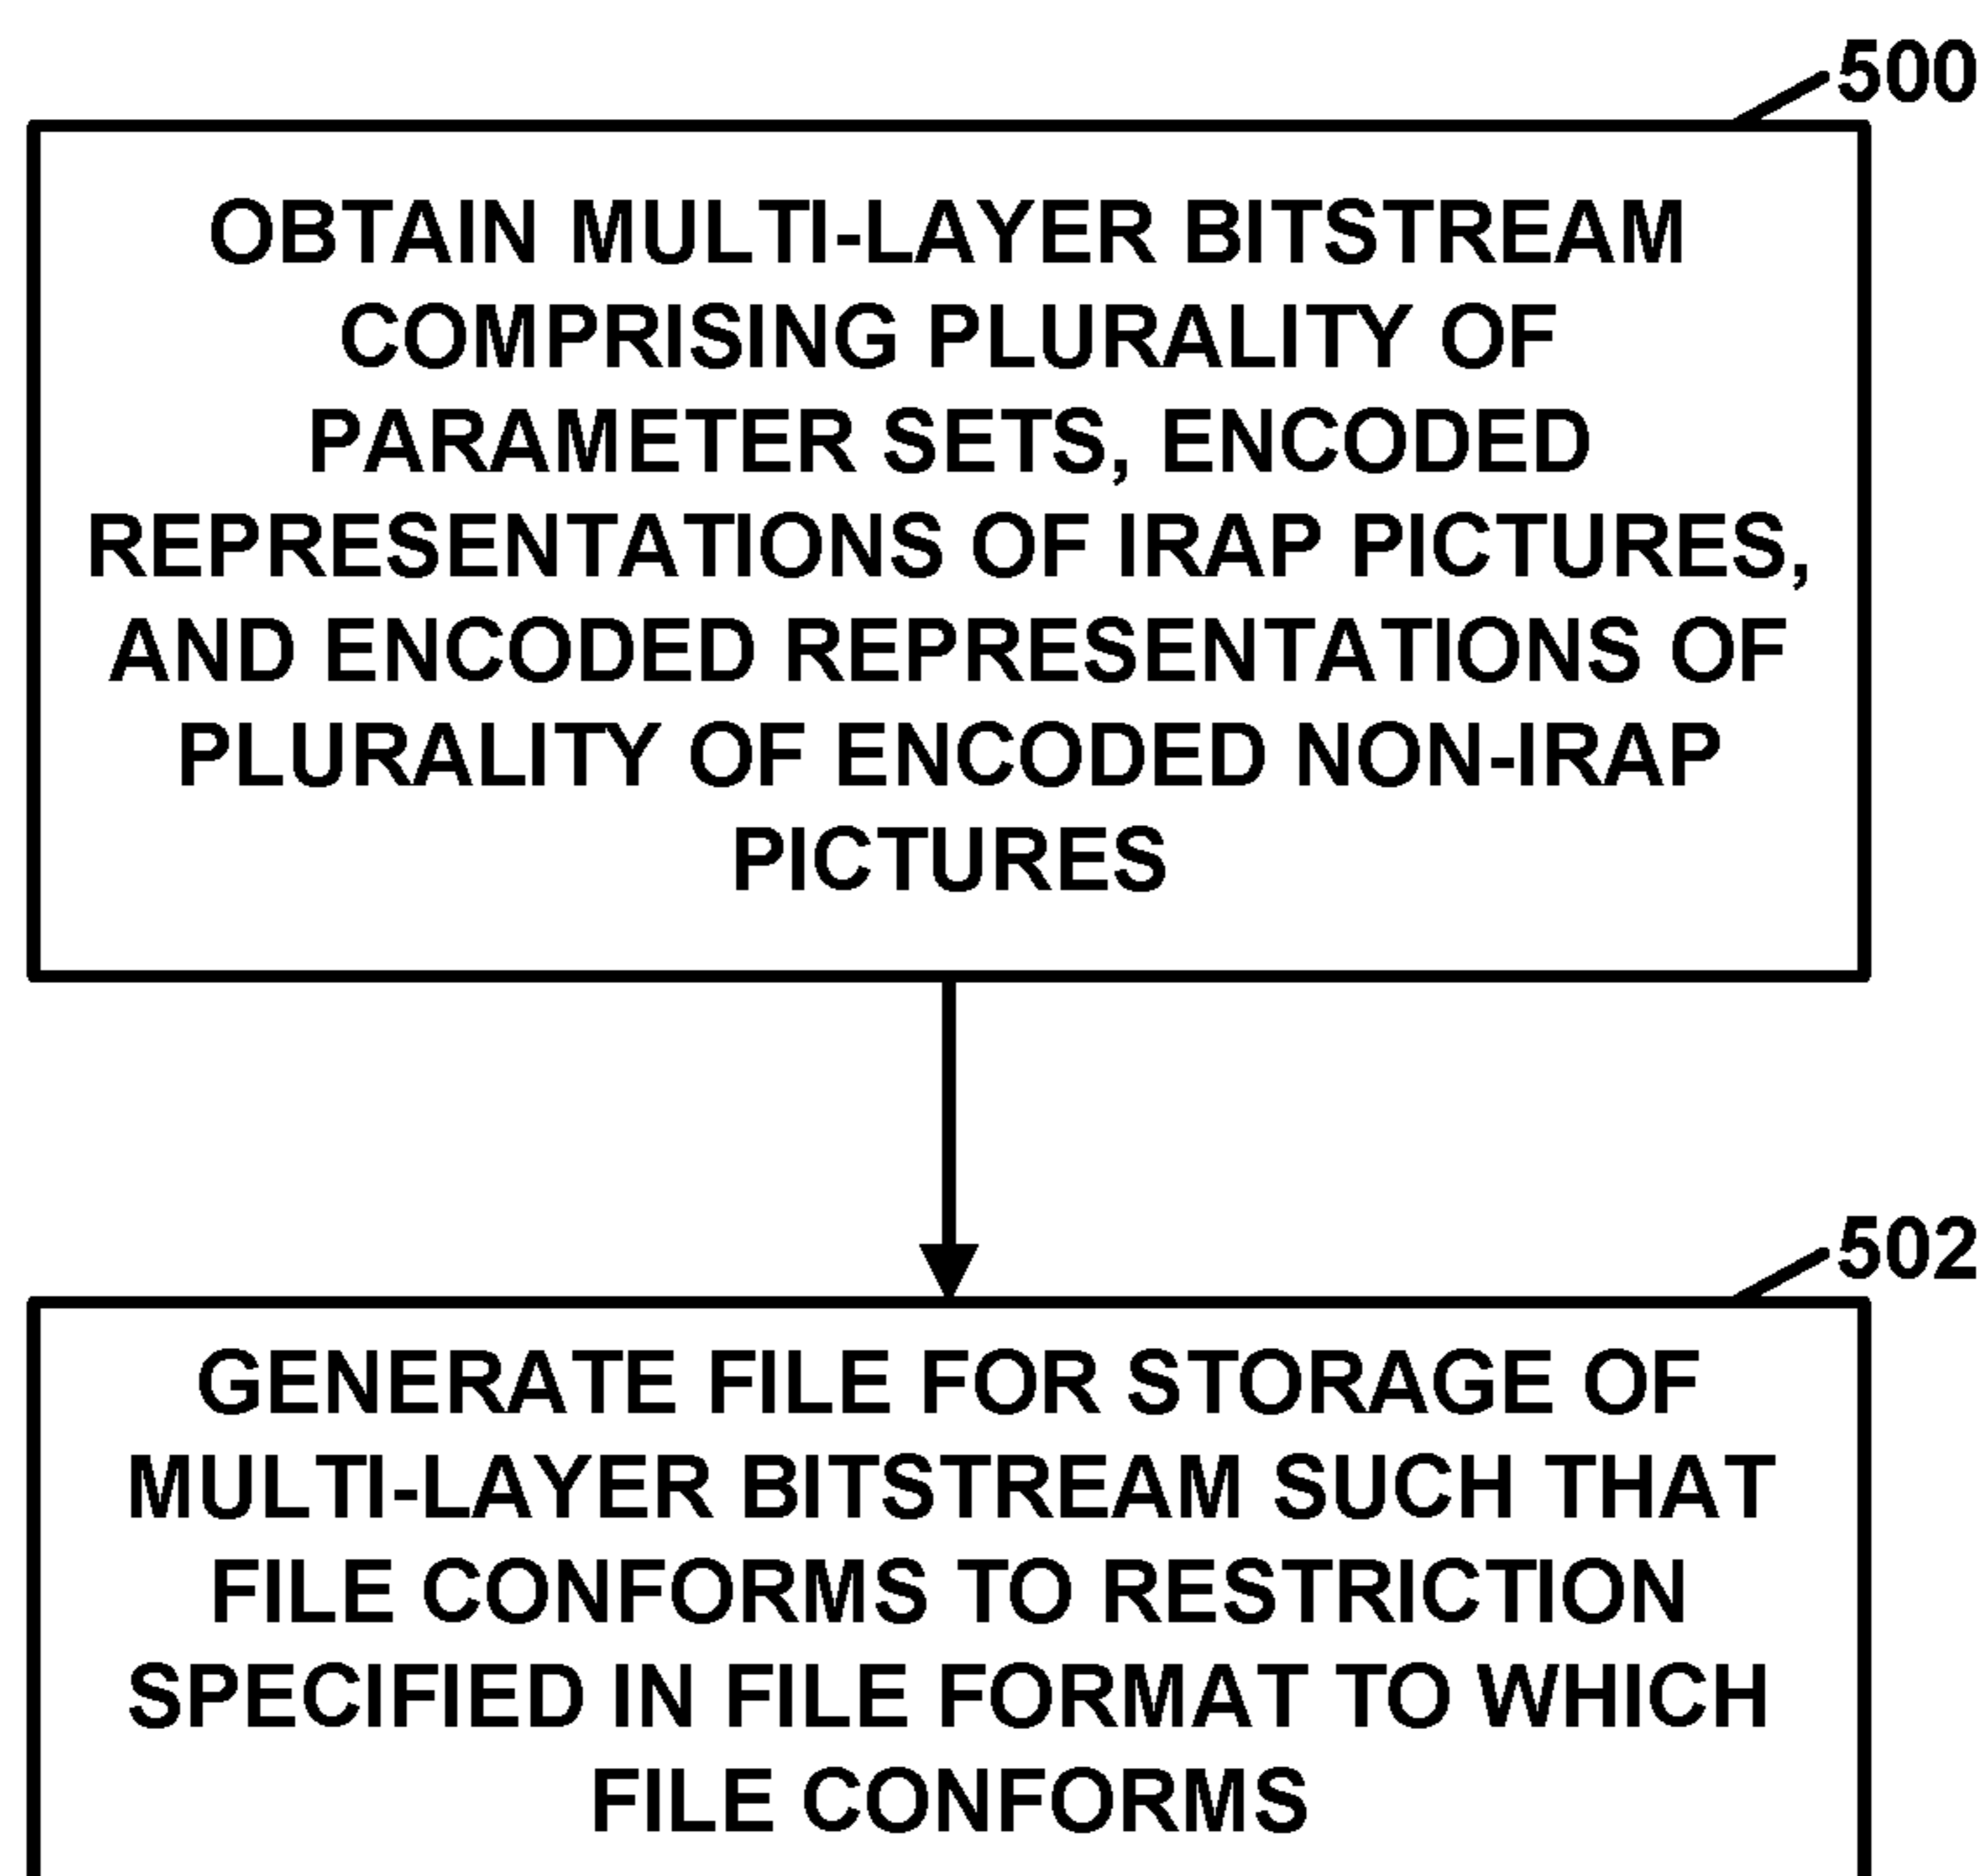 500
OBTAIN MULTI-LAYER BITSTREAM
COMPRISING PLURALITY OF
PARAMETER SETS, ENCODED
REPRESENTATIONS OF IRAP PICTURES,
AND ENCODED REPRESENTATIONS OF
PLURALITY OF ENCODED NON-IRAP
PICTURES
502
GENERATE FILE FOR STORAGE OF
MULTI-LAYER BITSTREAM SUCH THAT
FILE CONFORMS TO RESTRICTION
SPECIFIED IN FILE FORMAT TO WHICH
FILE CONFORMS